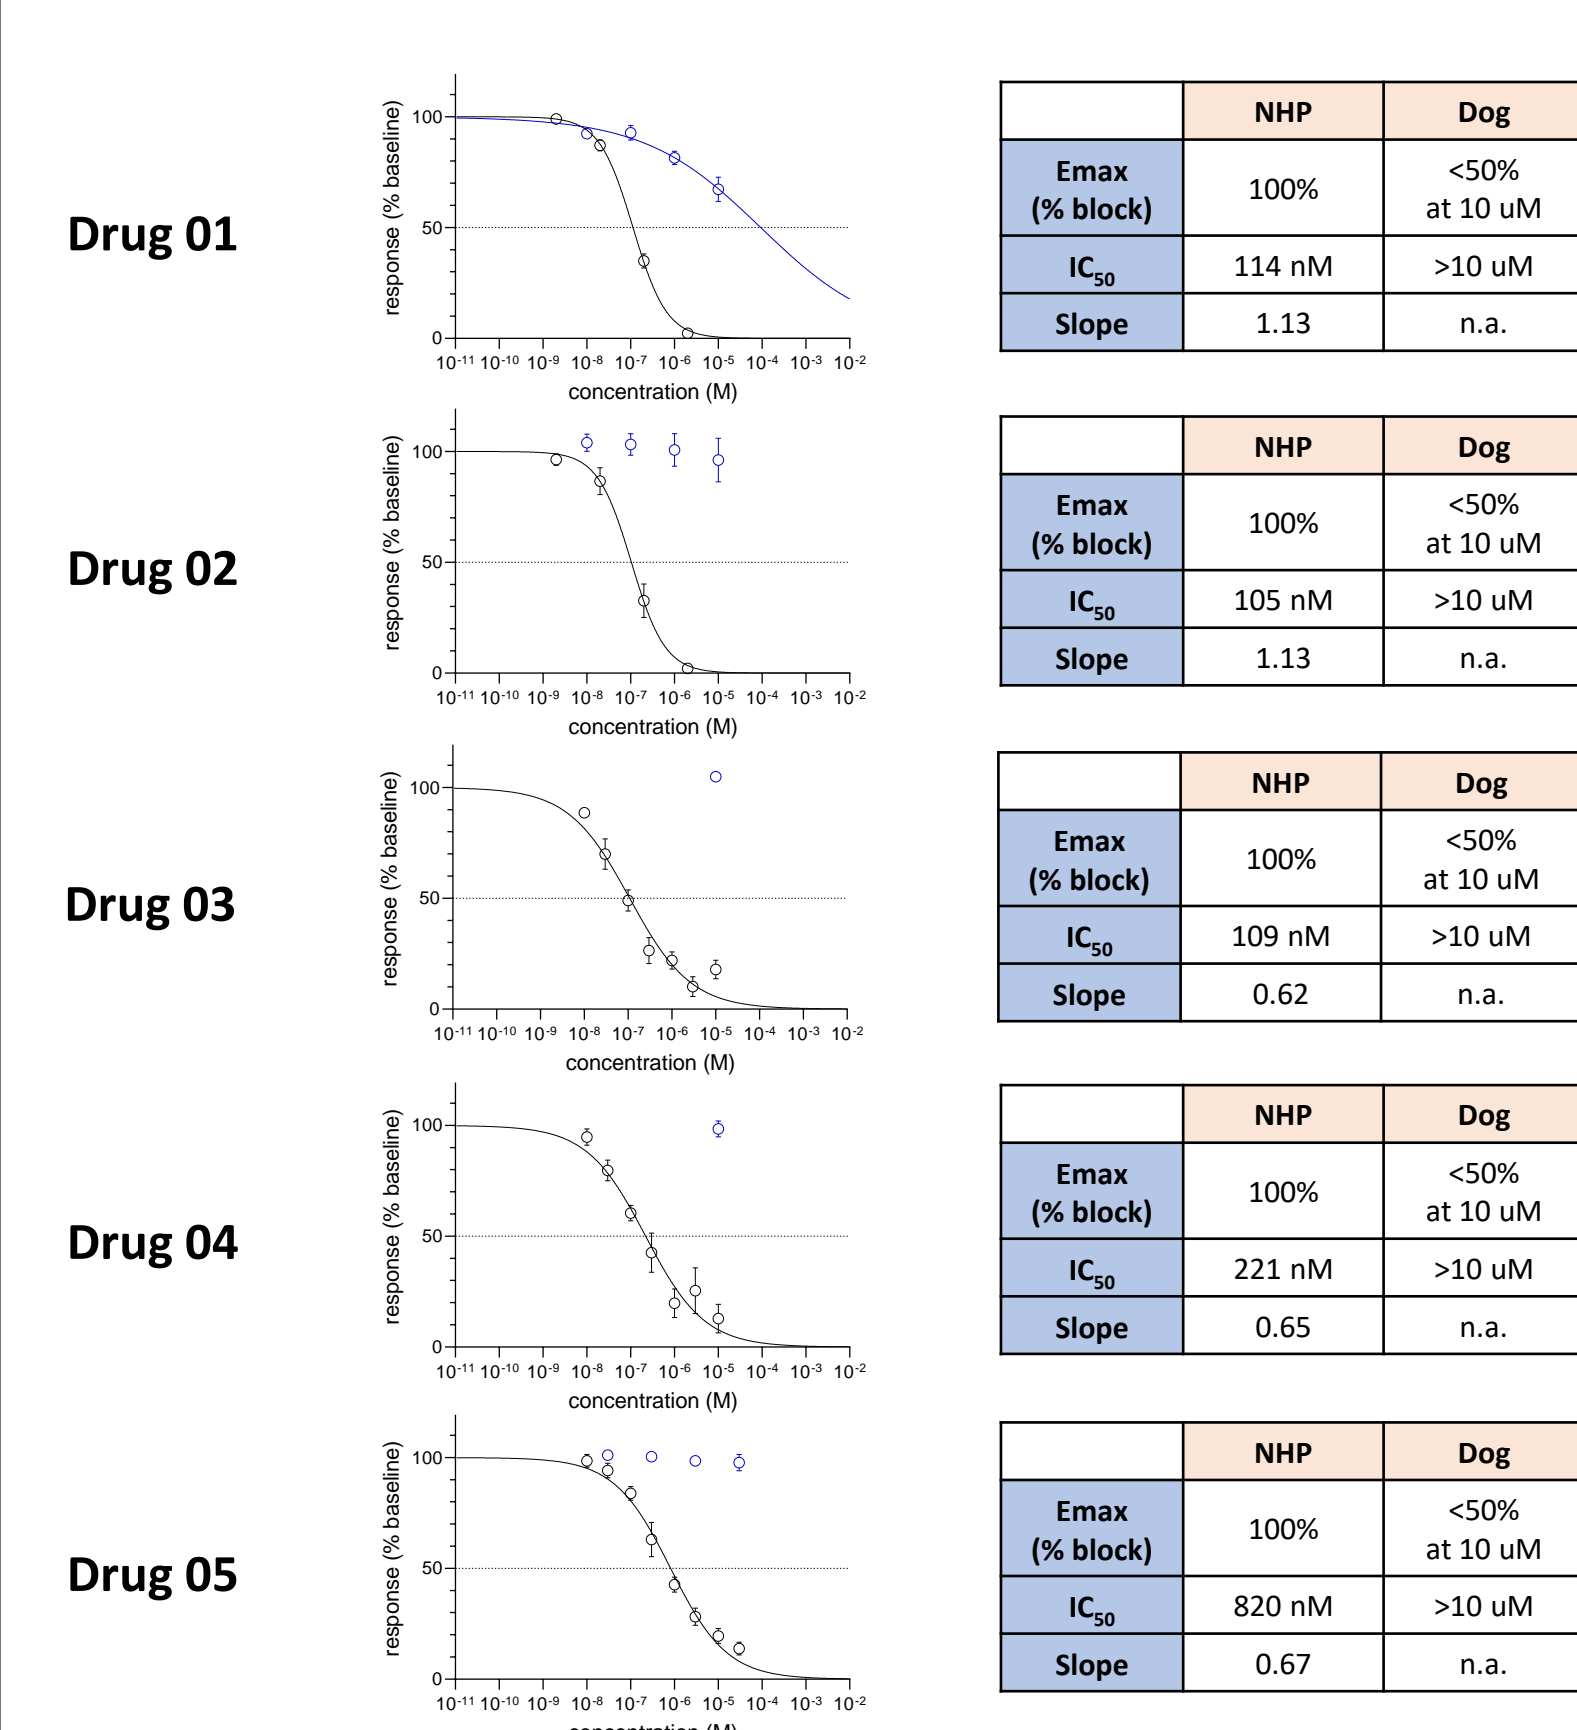 Drug 01
response (% baseline)
100
50
0
10-11 10-10 10-9 10-8 10-7 10-6 10-5 10-4 10-3 10-2
concentration (M)
NHP Dog
Emax (% block) 100% <50% at 10 uM
IC50 114 nM >10 uM
Slope 1.13 n.a.
Drug 02
response (% baseline)
100
50
0
10-11 10-10 10-9 10-8 10-7 10-6 10-5 10-4 10-3 10-2
concentration (M)
NHP Dog
Emax (% block) 100% <50% at 10 uM
IC50 105 nM >10 uM
Slope 1.13 n.a.
Drug 03
response (% baseline)
100
50
0
10-11 10-10 10-9 10-8 10-7 10-6 10-5 10-4 10-3 10-2
concentration (M)
NHP Dog
Emax (% block) 100% <50% at 10 uM
IC50 109 nM >10 uM
Slope 0.62 n.a.
Drug 04
response (% baseline)
100
50
0
10-11 10-10 10-9 10-8 10-7 10-6 10-5 10-4 10-3 10-2
concentration (M)
NHP Dog
Emax (% block) 100% <50% at 10 uM
IC50 221 nM >10 uM
Slope 0.65 n.a.
Drug 05
response (% baseline)
100
50
0
10-11 10-10 10-9 10-8 10-7 10-6 10-5 10-4 10-3 10-2
concentration (M)
NHP Dog
Emax (% block) 100% <50% at 10 uM
IC50 820 nM >10 uM
Slope 0.67 n.a.